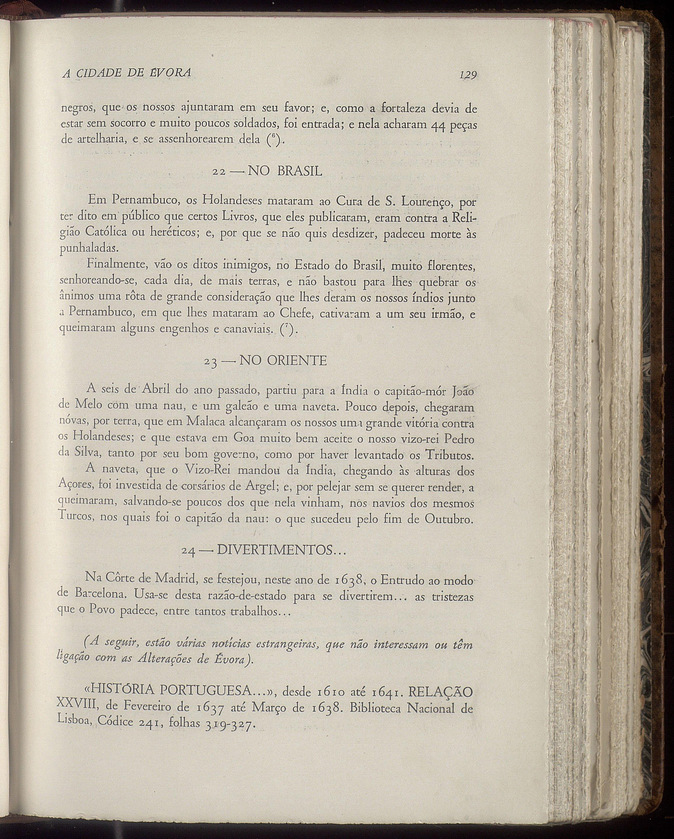 A CIDADE DE ÉVORA 129
negros, que os nossos ajuntaram em seu favor; e, como a fortaleza devia de
estar sem socorro e muito poucos soldados, foi entrada; e nela acharam 44 peças
de artelharia, e se assenhorearem dela (⁶).
22 — NO BRASIL
Em Pernambuco, os Holandeses mataram ao Cura de S. Lourenço, por
ter dito em público que certos Livros, que eles publicaram, eram contra a Reli-
gião Católica ou heréticos; e, por que se não quis desdizer, padeceu morte às
punhaladas.
Finalmente, vão os ditos inimigos, no Estado do Brasil, muito florentes,
senhoreando-se, cada dia, de mais terras, e não bastou para lhes quebrar os
ânimos uma rôta de grande consideração que lhes deram os nossos índios junto
a Pernambuco, em que lhes mataram ao Chefe, cativaram a um seu irmão, e
queimaram alguns engenhos e canaviais. (⁷).
23 — NO ORIENTE
A seis de Abril do ano passado, partiu para a Índia o capitão-mór João
de Melo com uma nau, e um galeão e uma naveta. Pouco depois, chegaram
nóvas, por terra, que em Malaca alcançaram os nossos uma grande vitória contra
os Holandeses; e que estava em Goa muito bem aceite o nosso vizo-rei Pedro
da Silva, tanto por seu bom governo, como por haver levantado os Tributos.
A naveta, que o Vizo-Rei mandou da Índia, chegando às alturas dos
Açores, foi investida de corsários de Argel; e, por pelejar sem se querer render, a
queimaram, salvando-se poucos dos que nela vinham, nos navios dos mesmos
Turcos, nos quais foi o capitão da nau: o que sucedeu pelo fim de Outubro.
24 — DIVERTIMENTOS...
Na Côrte de Madrid, se festejou, neste ano de 1638, o Entrudo ao modo
de Barcelona. Usa-se desta razão-de-estado para se divertirem... as tristezas
que o Povo padece, entre tantos trabalhos...
(A seguir, estão várias notícias estrangeiras, que não interessam ou têm
ligação com as Alterações de Évora).
«HISTÓRIA PORTUGUESA...», desde 1610 até 1641. RELAÇÃO
XXVIII, de Fevereiro de 1637 até Março de 1638. Biblioteca Nacional de
Lisboa, Códice 241, folhas 319-327.